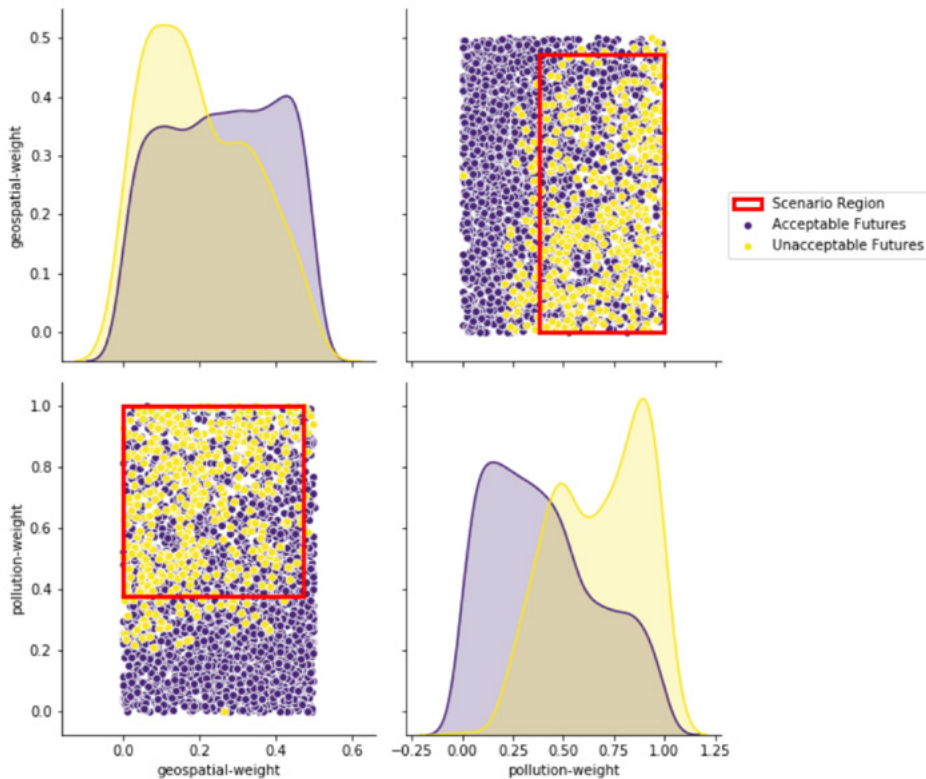 0.5
0.4
0.3
0.2
0.1
0.0
geospatial-weight
Scenario Region
Acceptable Futures
Unacceptable Futures
1.0
0.8
0.6
0.4
0.2
0.0
pollution-weight
0.0 0.2 0.4 0.6
geospatial-weight
−0.25 0.00 0.25 0.50 0.75 1.00 1.25
pollution-weight